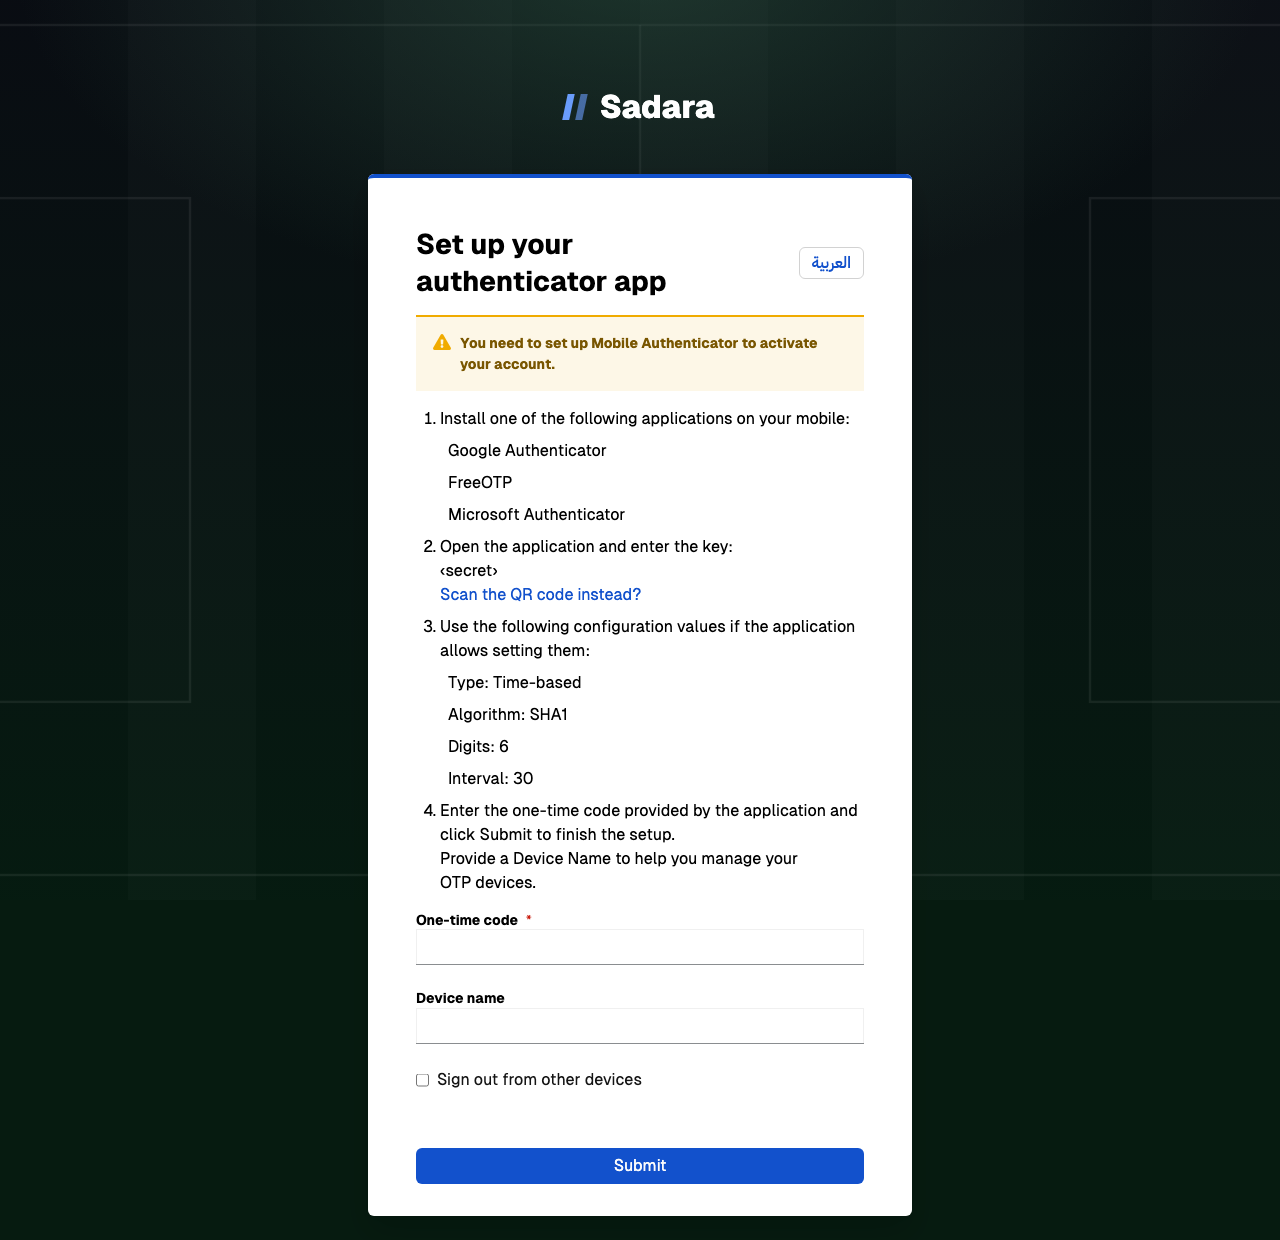 Sadara
Set up your
authenticator app
العربية
You need to set up Mobile Authenticator to activate
your account.
1. Install one of the following applications on your mobile:
Google Authenticator
FreeOTP
Microsoft Authenticator
2. Open the application and enter the key:
‹secret›
Scan the QR code instead?
3. Use the following configuration values if the application
allows setting them:
Type: Time-based
Algorithm: SHA1
Digits: 6
Interval: 30
4. Enter the one-time code provided by the application and
click Submit to finish the setup.
Provide a Device Name to help you manage your
OTP devices.
One-time code *
Device name
Sign out from other devices
Submit